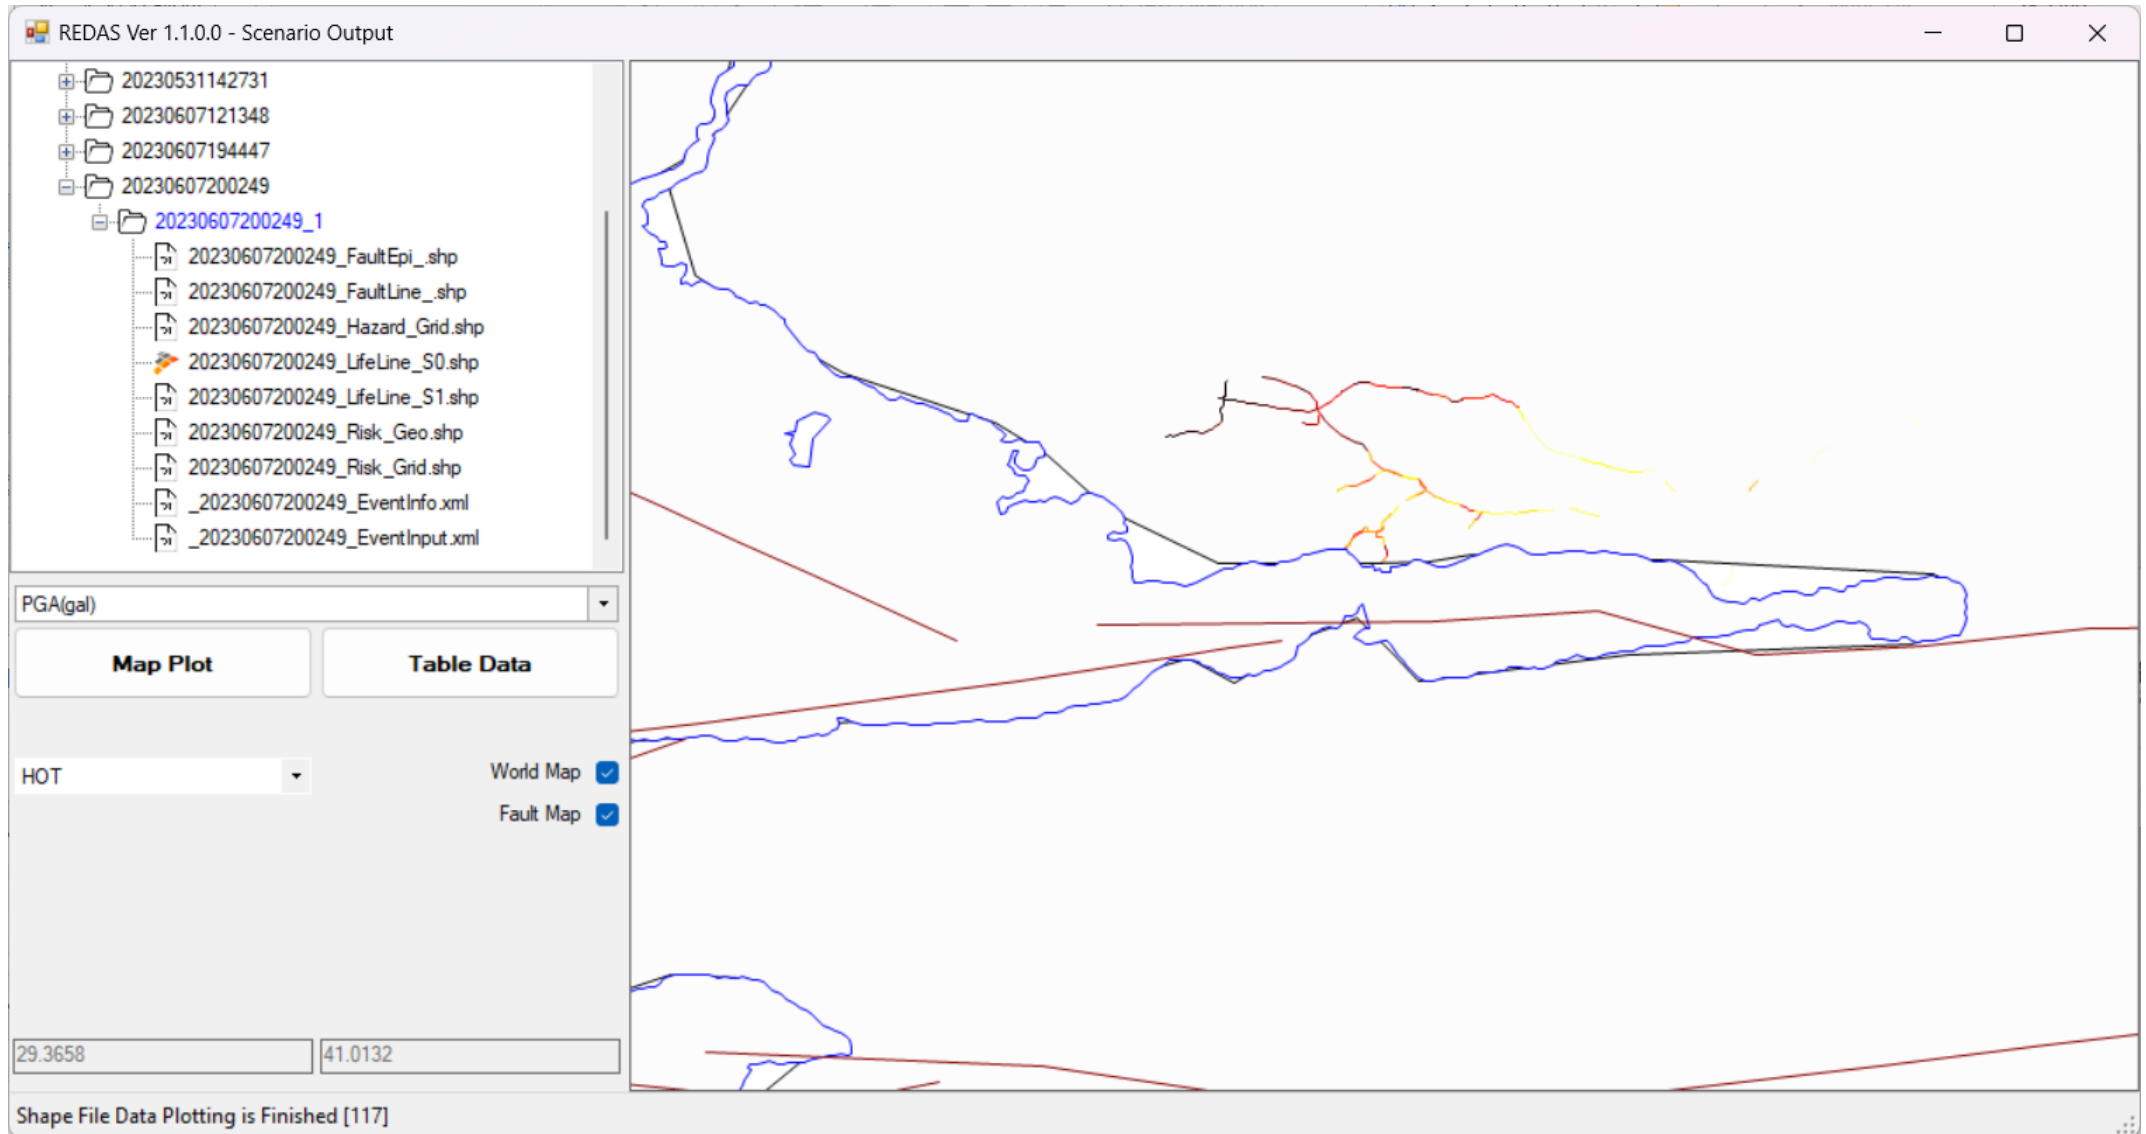 REDAS Ver 1.1.0.0 - Scenario Output
20230531142731
20230607121348
20230607194447
20230607200249
20230607200249_1
20230607200249_FaultEpi_.shp
20230607200249_FaultLine_.shp
20230607200249_Hazard_Grid.shp
20230607200249_LifeLine_S0.shp
20230607200249_LifeLine_S1.shp
20230607200249_Risk_Geo.shp
20230607200249_Risk_Grid.shp
_20230607200249_EventInfo.xml
_20230607200249_EventInput.xml
PGA(gal)
Map Plot Table Data
HOT World Map
Fault Map
29.3658 41.0132
Shape File Data Plotting is Finished [117]